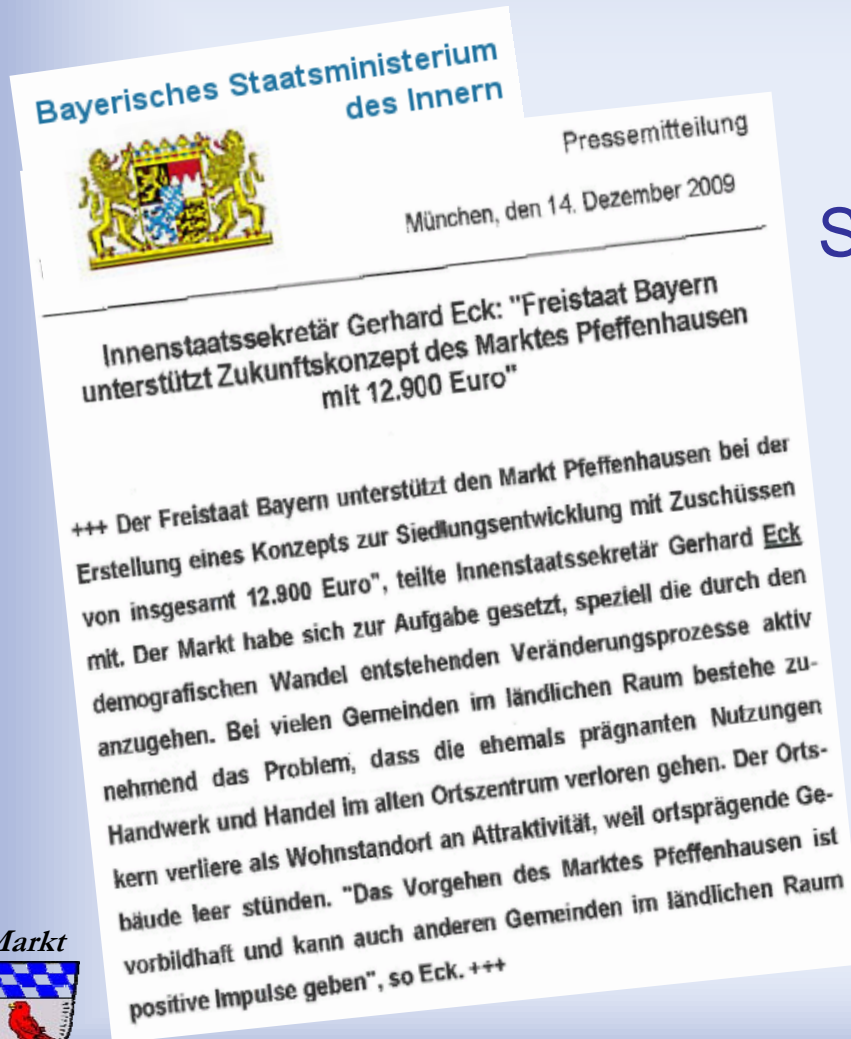 Bayerisches Staatsministerium
des Innern
Pressemitteilung
München, den 14. Dezember 2009
S
Innenstaatssekretär Gerhard Eck: "Freistaat Bayern
unterstützt Zukunftskonzept des Marktes Pfeffenhausen
mit 12.900 Euro"
+++ Der Freistaat Bayern unterstützt den Markt Pfeffenhausen bei der
Erstellung eines Konzepts zur Siedlungsentwicklung mit Zuschüssen
von insgesamt 12.900 Euro", teilte Innenstaatssekretär Gerhard Eck
mit. Der Markt habe sich zur Aufgabe gesetzt, speziell die durch den
demografischen Wandel entstehenden Veränderungsprozesse aktiv
anzugehen. Bei vielen Gemeinden im ländlichen Raum bestehe zu-
nehmend das Problem, dass die ehemals prägnanten Nutzungen
Handwerk und Handel im alten Ortszentrum verloren gehen. Der Orts-
kern verliere als Wohnstandort an Attraktivität, weil ortsprägende Ge-
bäude leer stünden. "Das Vorgehen des Marktes Pfeffenhausen ist
vorbildhaft und kann auch anderen Gemeinden im ländlichen Raum
positive Impulse geben", so Eck. +++
Markt